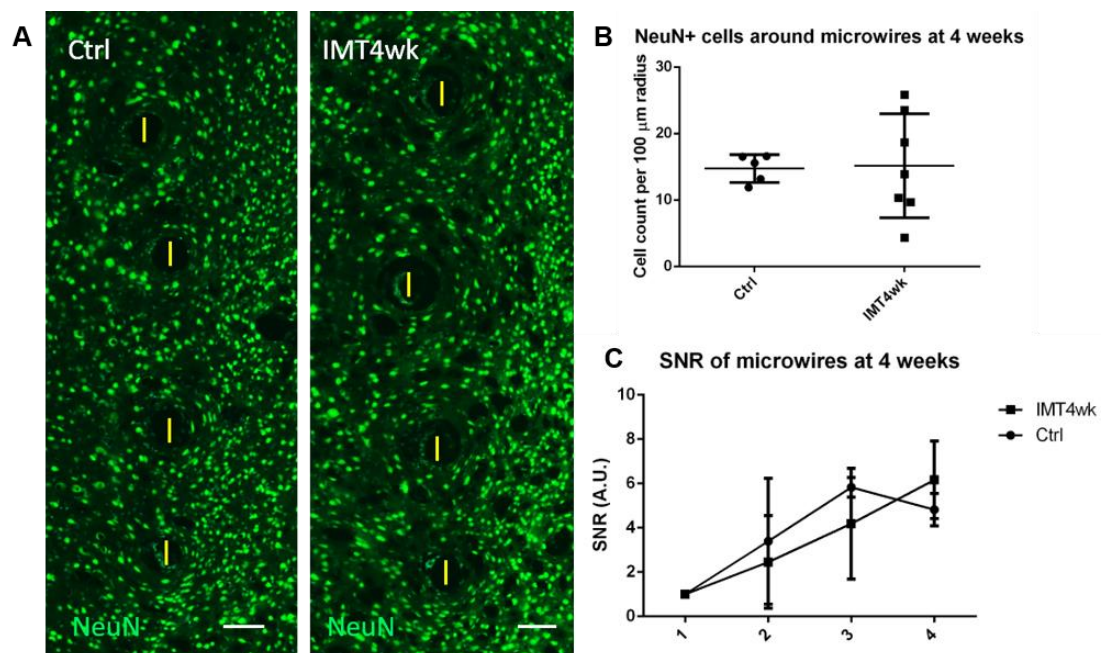 A
Ctrl
NeuN
IMT4wk
NeuN
B
NeuN+ cells around microwires at 4 weeks
Cell count per 100 μm radius
30
20
10
0
Ctrl
IMT4wk
C
SNR of microwires at 4 weeks
SNR (A.U.)
10
8
6
4
2
0
1
2
3
4
IMT4wk
Ctrl